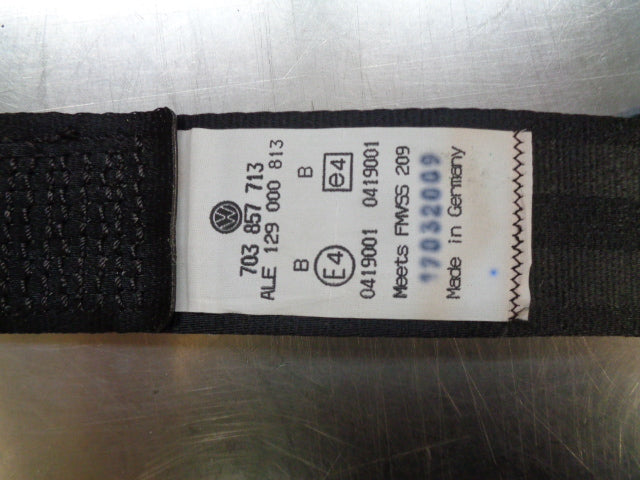 703 857 713
ALE 129 000 813
B B
E4 e4
0419001 0419001
Meets FMVSS 209
17032009
Made in Germany